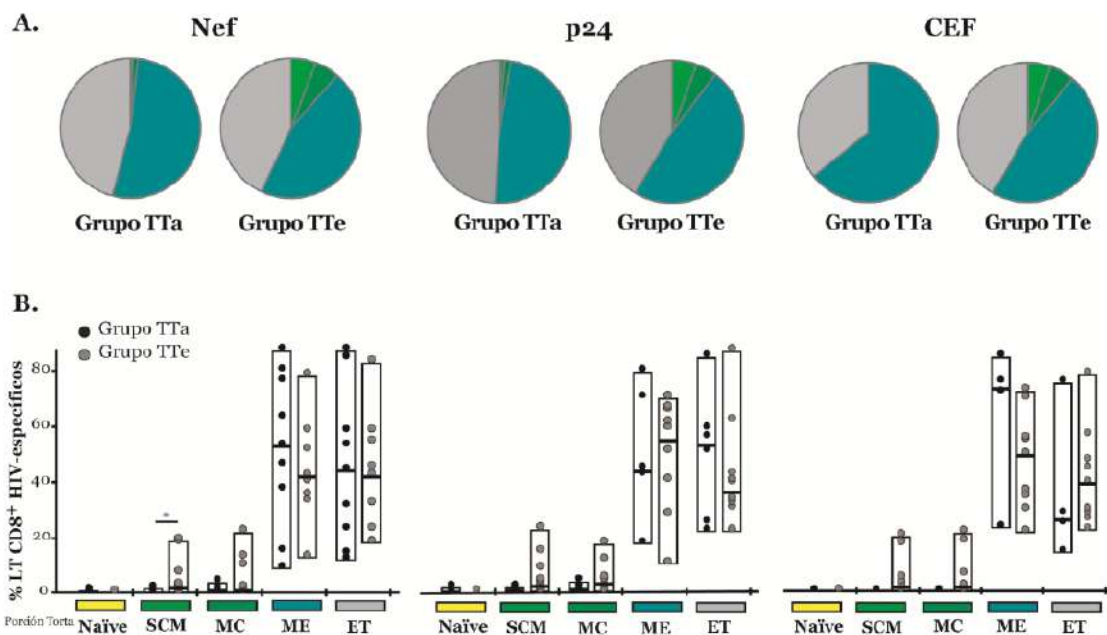 A.
Nef
p24
CEF
Grupo TTa
Grupo TTe
Grupo TTa
Grupo TTe
Grupo TTa
Grupo TTe
B.
Grupo TTa
Grupo TTe
% LT CD8+ HIV-específicos
80
60
40
20
0
*
Pordión Torta
Naïve
SCM
MC
ME
ET
Naïve
SCM
MC
ME
ET
Naïve
SCM
MC
ME
ET